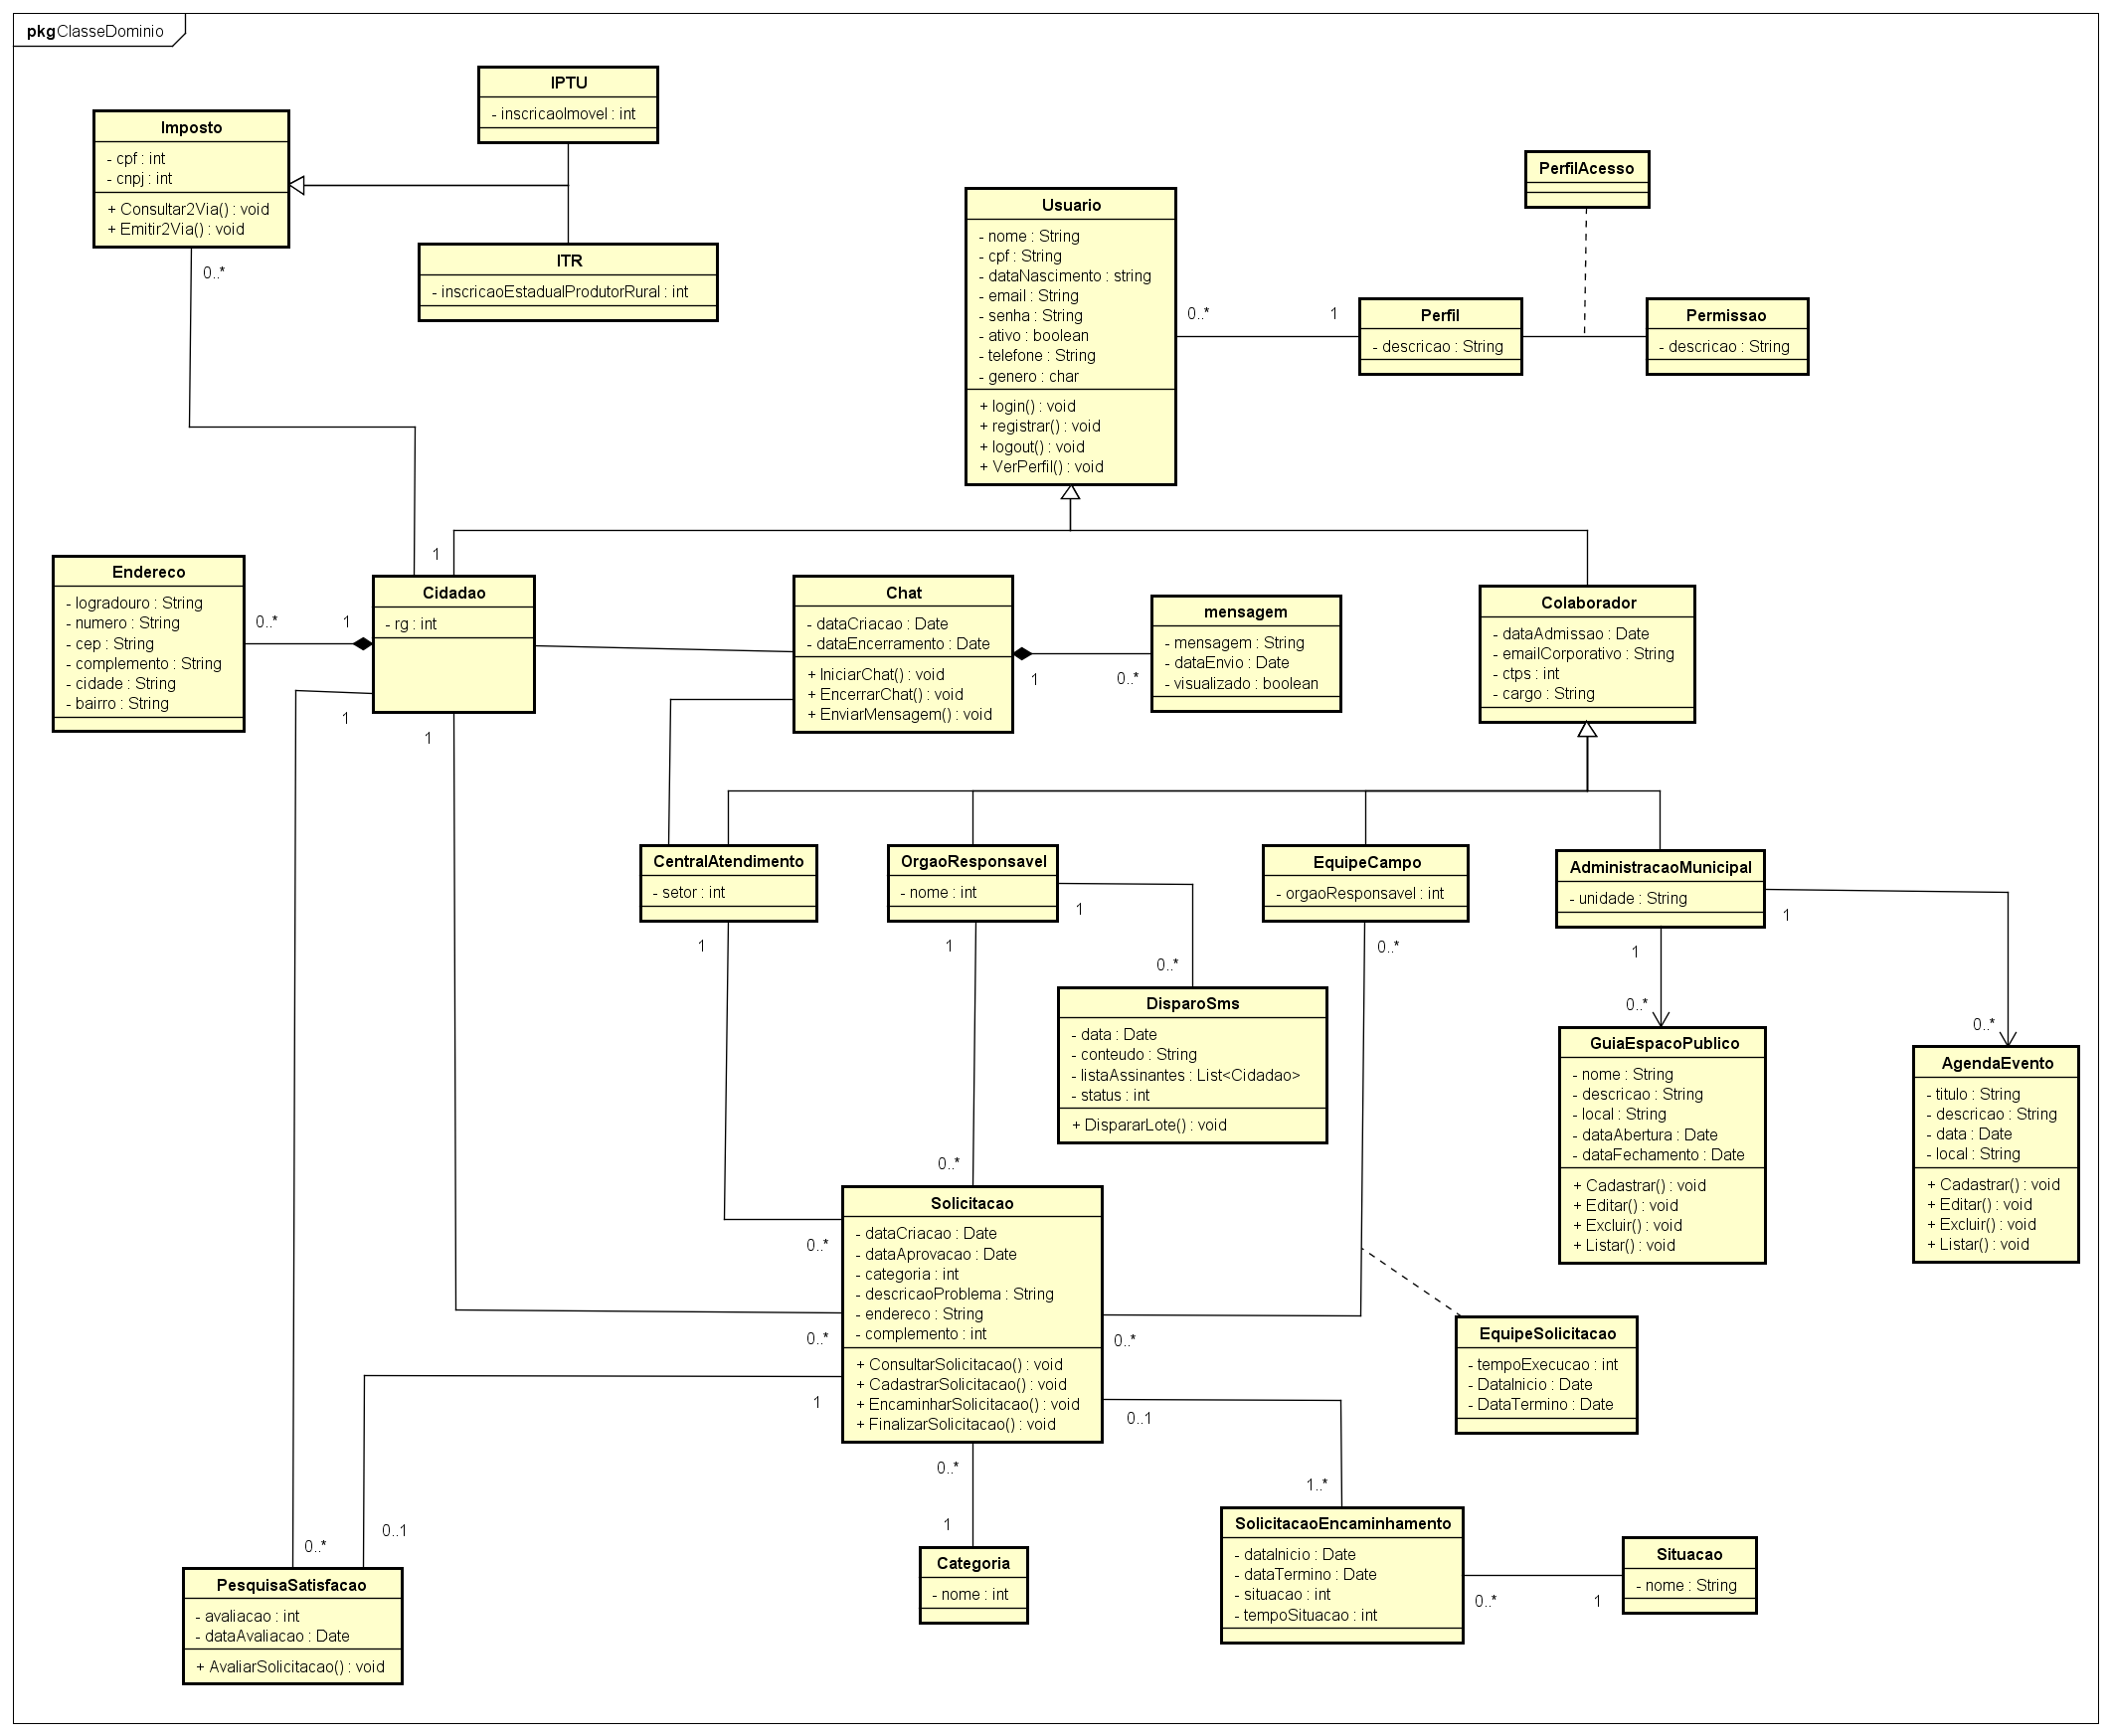 pkgClasseDominio
IPTU
- inscricaoImovel : int
Imposto
- cpf : int
- cnpj : int
+ Consultar2Via() : void
+ Emitir2Via() : void
0..*
ITR
- inscricaoEstadualProdutorRural : int
PerfilAcesso
Usuario
- nome : String
- cpf : String
- dataNascimento : string
- email : String
- senha : String
- ativo : boolean
- telefone : String
- genero : char
+ login() : void
+ registrar() : void
+ logout() : void
+ VerPerfil() : void
0..*
1
Perfil
- descricao : String
Permissao
- descricao : String
1
Endereco
- logradouro : String
- numero : String
- cep : String
- complemento : String
- cidade : String
- bairro : String
0..*
1
Cidadao
- rg : int
1
1
Chat
- dataCriacao : Date
- dataEncerramento : Date
+ IniciarChat() : void
+ EncerrarChat() : void
+ EnviarMensagem() : void
1
0..*
mensagem
- mensagem : String
- dataEnvio : Date
- visualizado : boolean
Colaborador
- dataAdmissao : Date
- emailCorporativo : String
- ctps : int
- cargo : String
CentralAtendimento
- setor : int
1
OrgaoResponsavel
- nome : int
1
1
0..*
EquipeCampo
- orgaoResponsavel : int
0..*
AdministracaoMunicipal
- unidade : String
1
1
0..*
0..*
DisparoSms
- data : Date
- conteudo : String
- listaAssinantes : List<Cidadao>
- status : int
+ DispararLote() : void
GuiaEspacoPublico
- nome : String
- descricao : String
- local : String
- dataAbertura : Date
- dataFechamento : Date
+ Cadastrar() : void
+ Editar() : void
+ Excluir() : void
+ Listar() : void
AgendaEvento
- titulo : String
- descricao : String
- data : Date
- local : String
+ Cadastrar() : void
+ Editar() : void
+ Excluir() : void
+ Listar() : void
0..*
0..*
0..*
1
Solicitacao
- dataCriacao : Date
- dataAprovacao : Date
- categoria : int
- descricaoProblema : String
- endereco : String
- complemento : int
+ ConsultarSolicitacao() : void
+ CadastrarSolicitacao() : void
+ EncaminharSolicitacao() : void
+ FinalizarSolicitacao() : void
0..*
0..1
EquipeSolicitacao
- tempoExecucao : int
- DataInicio : Date
- DataTermino : Date
0..*
1
1..*
0..*
0..1
PesquisaSatisfacao
- avaliacao : int
- dataAvaliacao : Date
+ AvaliarSolicitacao() : void
Categoria
- nome : int
SolicitacaoEncaminhamento
- dataInicio : Date
- dataTermino : Date
- situacao : int
- tempoSituacao : int
0..*
1
Situacao
- nome : String